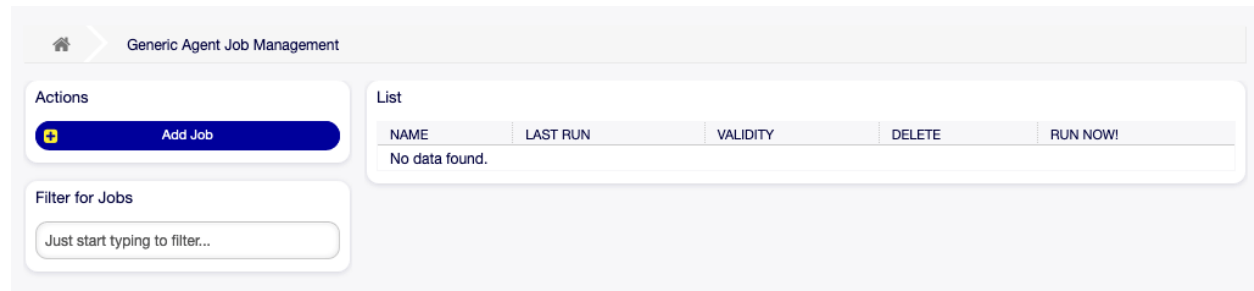 Generic Agent Job Management
Actions
Add Job
Filter for Jobs
Just start typing to filter...
List
NAME LAST RUN VALIDITY DELETE RUN NOW!
No data found.